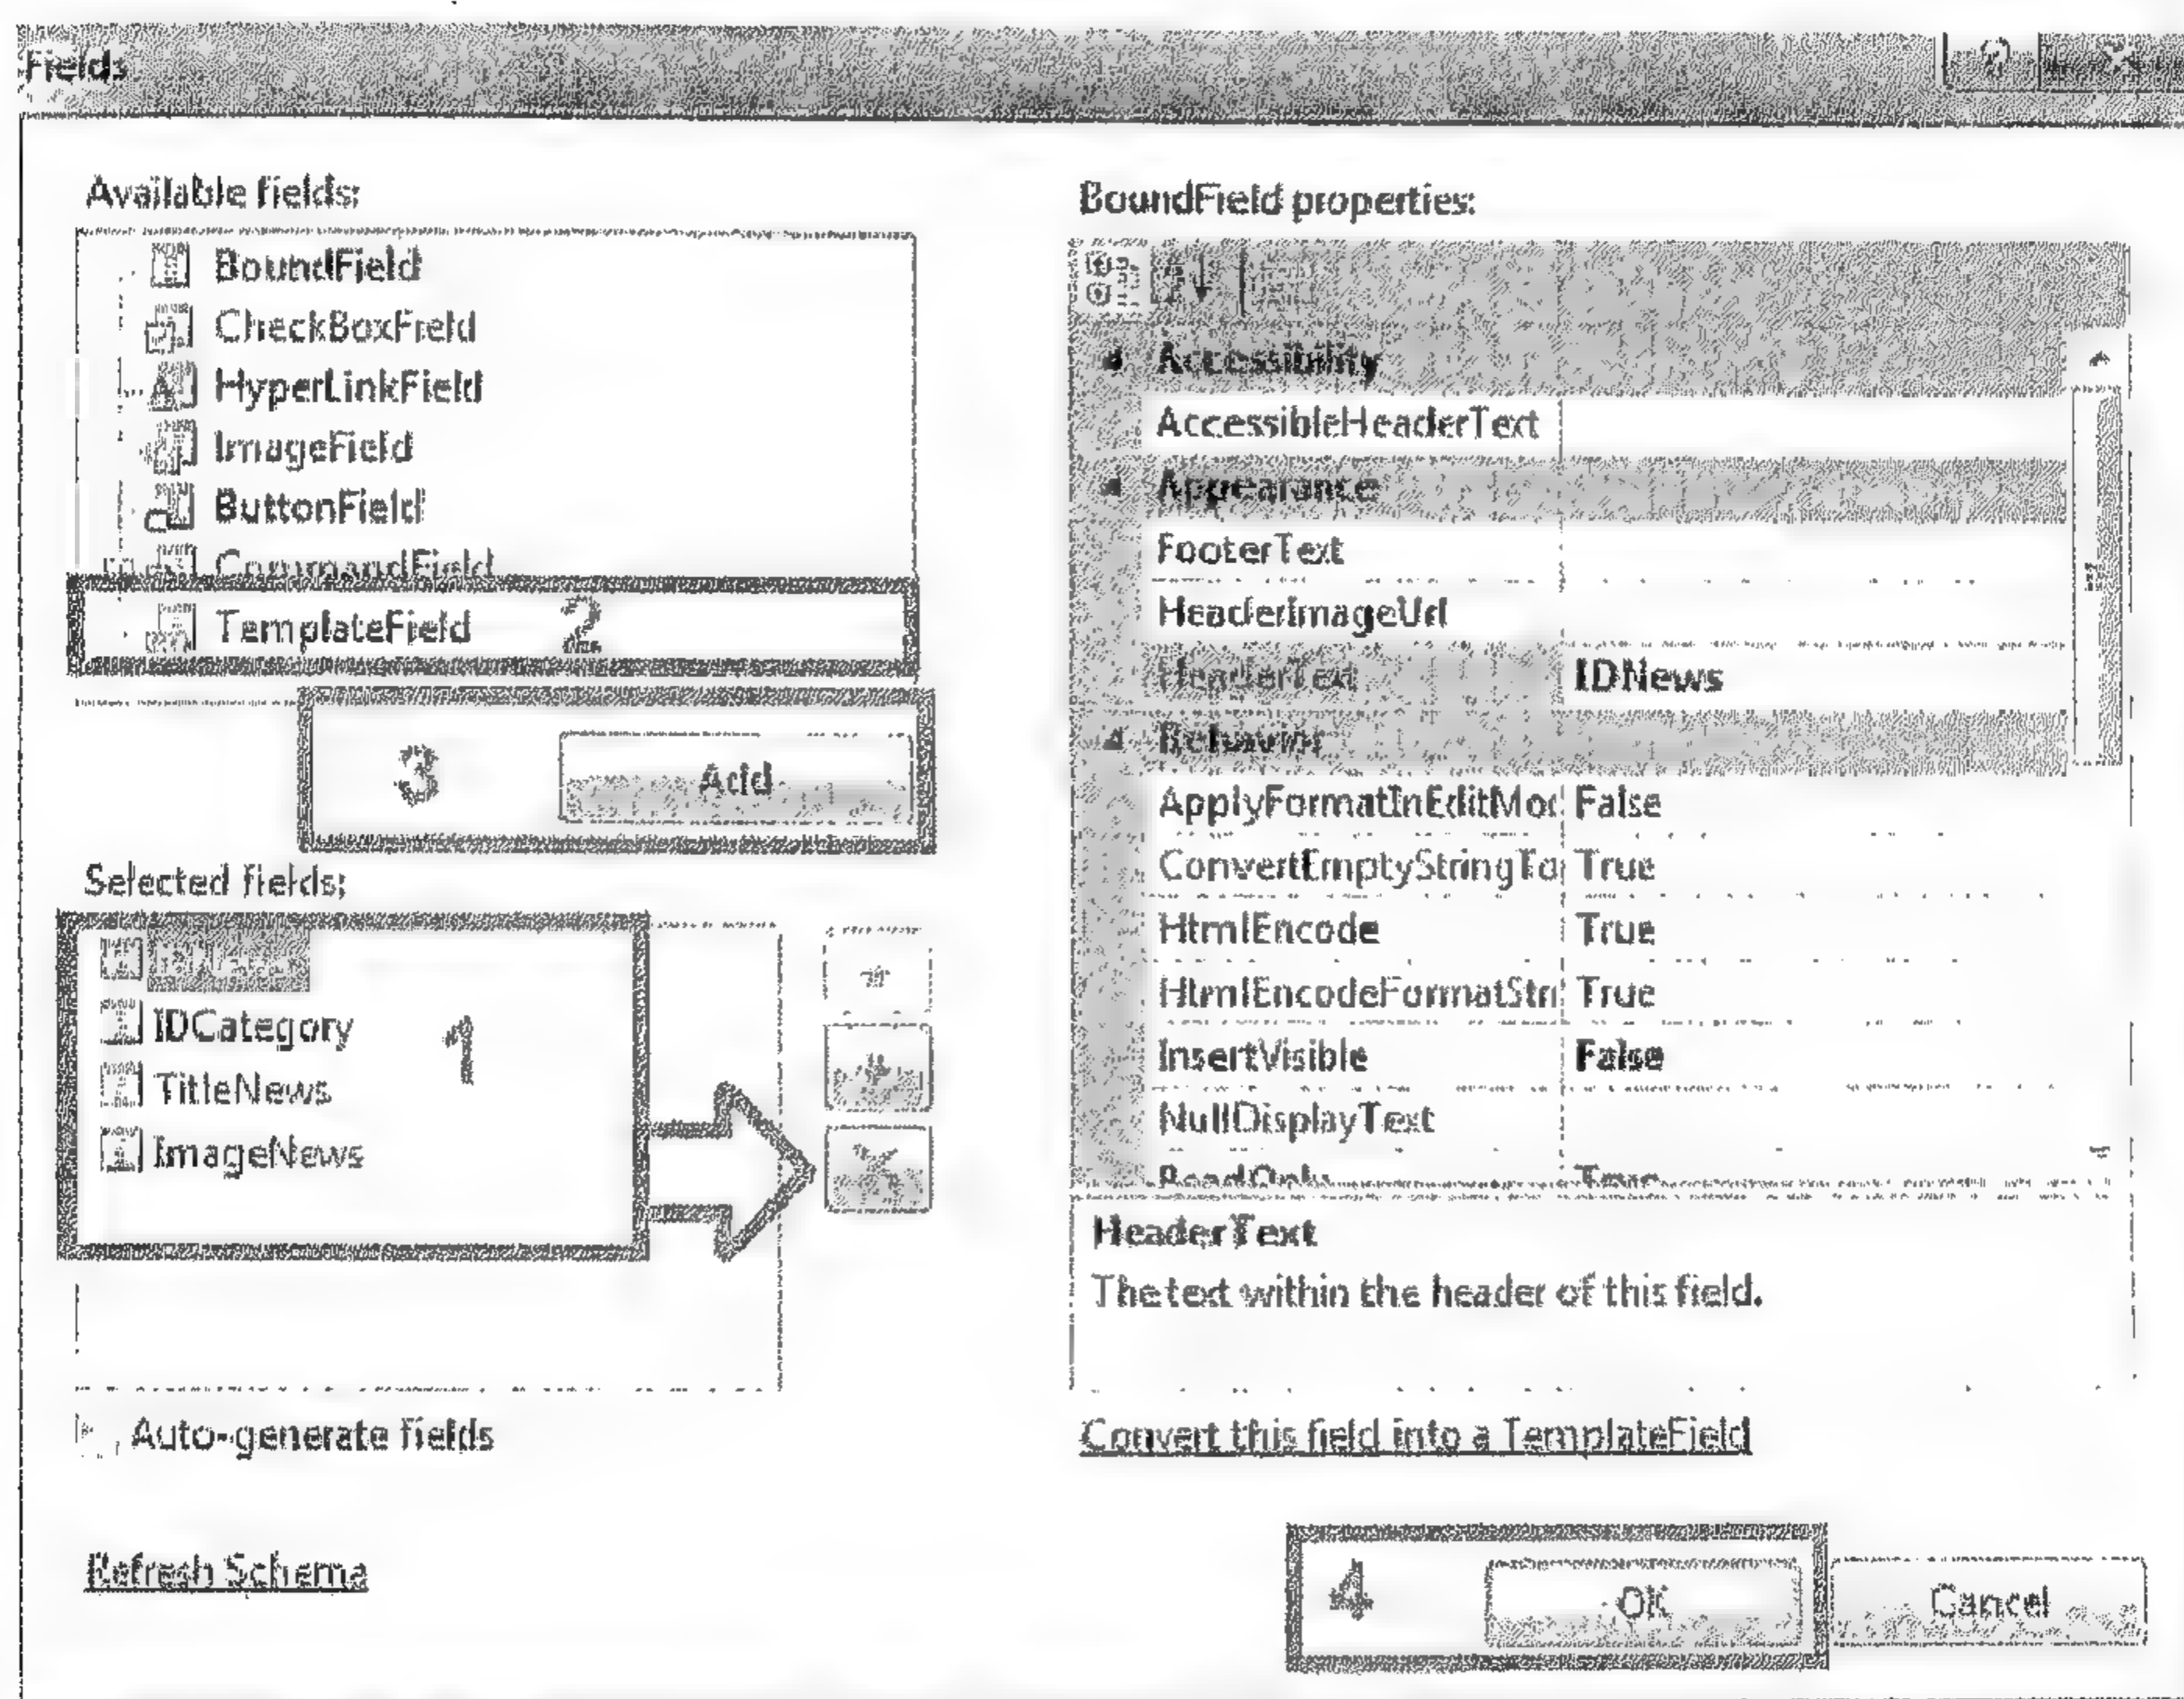 Fields
Available fields:
BoundField
CheckBoxField
HyperLinkField
ImageField
ButtonField
CommandField
TemplateField 2
3 Add
Selected fields:
IDCategory
1
TitleNews
ImageNews
Auto-generate fields
Refresh Schema
BoundField properties:
Accessibility
AccessibleHeaderText
Appearance
FooterText
HeaderImageUrl
HeaderText IDNews
Behavior
ApplyFormatInEditMod False
ConvertEmptyStringTo True
HtmlEncode True
HtmlEncodeFormatStri True
InsertVisible False
NullDisplayText
ReadOnly True
HeaderText
The text within the header of this field.
Convert this field into a TemplateField
4 OK Cancel